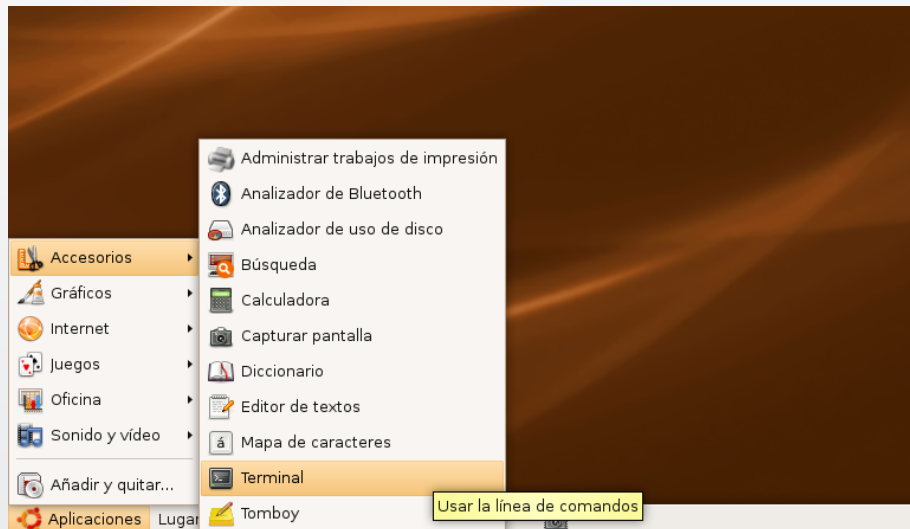 Administrar trabajos de impresión
Analizador de Bluetooth
Analizador de uso de disco
Búsqueda
Calculadora
Capturar pantalla
Diccionario
Editor de textos
á Mapa de caracteres
Terminal
Tomboy
Usar la línea de comandos
Accesorios
Gráficos
Internet
Juegos
Oficina
Sonido y vídeo
Añadir y quitar...
Aplicaciones Lugar